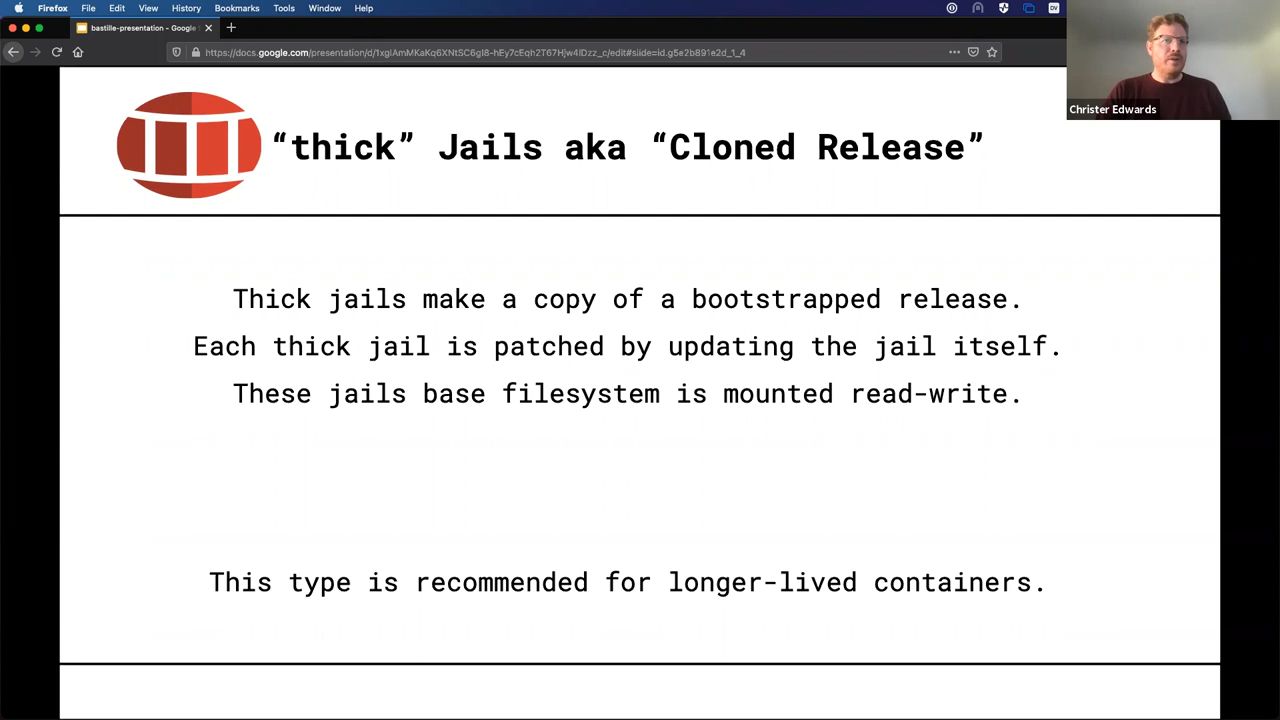 Firefox File Edit View History Bookmarks Tools Window Help
bastille-presentation - Google
Christer Edwards
“thick” Jails aka “Cloned Release”
Thick jails make a copy of a bootstrapped release.
Each thick jail is patched by updating the jail itself.
These jails base filesystem is mounted read-write.
This type is recommended for longer-lived containers.